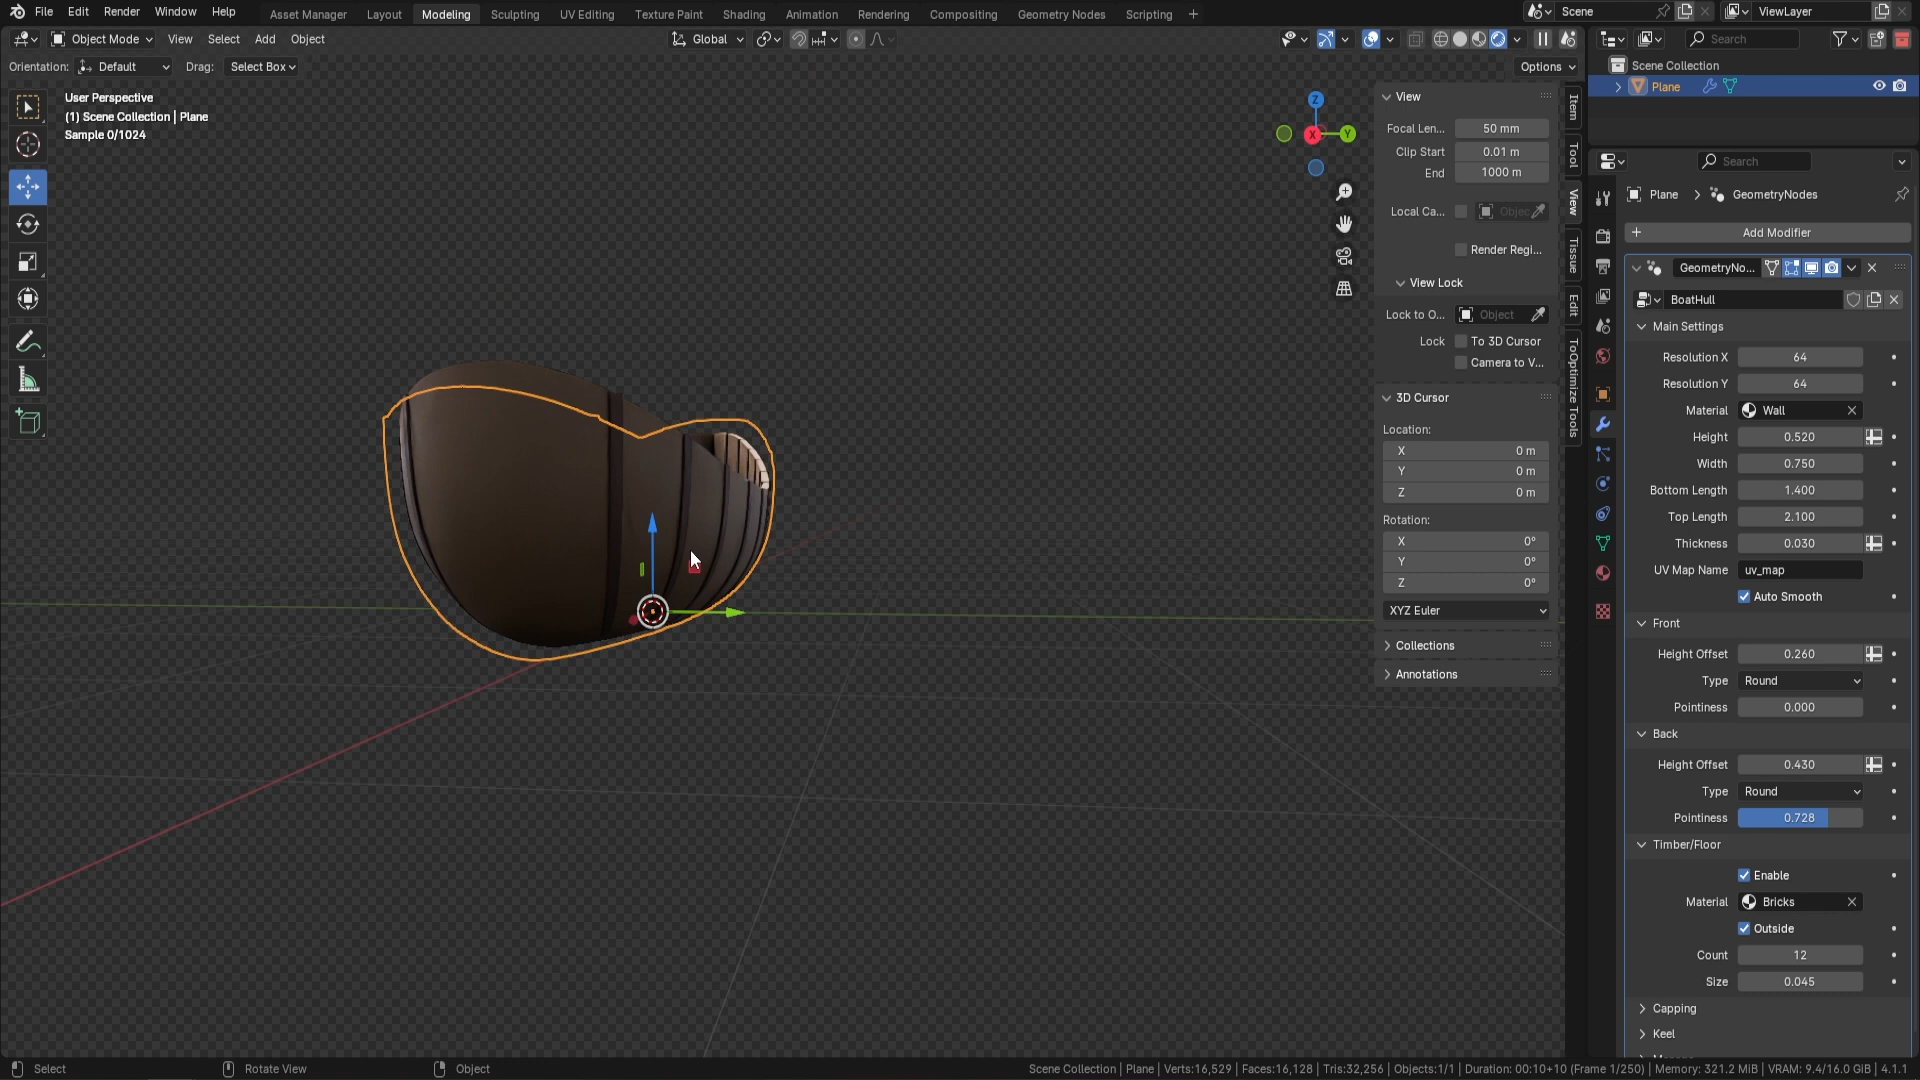 File Edit Render Window Help Asset Manager Layout Modeling Sculpting UV Editing Texture Paint Shading Animation Rendering Compositing Geometry Nodes Scripting + Scene ViewLayer
Object Mode View Select Add Object Global Search
Orientation: Default Drag: Select Box Options
Scene Collection
Plane
User Perspective
(1) Scene Collection | Plane
Sample 0/1024
Z
X
Y
View
Focal Len... 50 mm
Clip Start 0.01 m
End 1000 m
Local Ca... Objec
Render Regi...
View Lock
Lock to O... Object
Lock To 3D Cursor
Camera to V...
3D Cursor
Location:
X 0 m
Y 0 m
Z 0 m
Rotation:
X 0°
Y 0°
Z 0°
XYZ Euler
Collections
Annotations
Item
Tool
View
Tissue
Edit
ToOptimize Tools
Search
Plane GeometryNodes
+ Add Modifier
GeometryNo...
BoatHull
Main Settings
Resolution X 64
Resolution Y 64
Material Wall
Height 0.520
Width 0.750
Bottom Length 1.400
Top Length 2.100
Thickness 0.030
UV Map Name uv_map
Auto Smooth
Front
Height Offset 0.260
Type Round
Pointiness 0.000
Back
Height Offset 0.430
Type Round
Pointiness 0.728
Timber/Floor
Enable
Material Bricks
Outside
Count 12
Size 0.045
Capping
Keel
Select Rotate View Object Scene Collection | Plane | Verts:16,529 | Faces:16,128 | Tris:32,256 | Objects:1/1 | Duration: 00:10+10 (Frame 1/250) | Memory: 321.2 MiB | VRAM: 9.4/16.0 GiB | 4.1.1